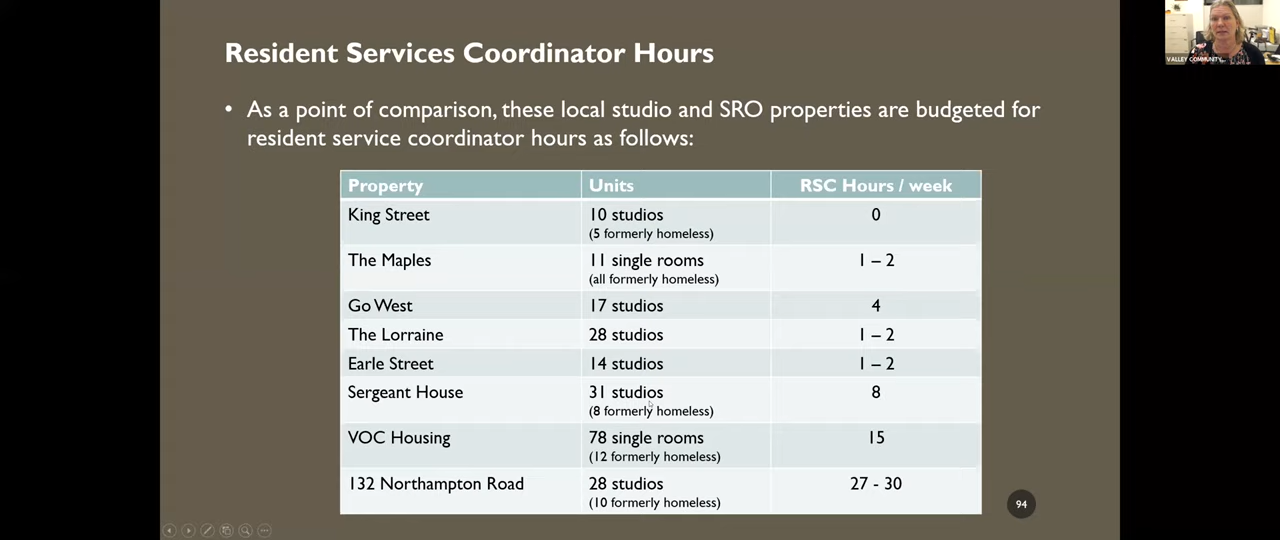 VALLEY COMMUNITY...
Resident Services Coordinator Hours
• As a point of comparison, these local studio and SRO properties are budgeted for
resident service coordinator hours as follows:
Property Units RSC Hours / week
King Street 10 studios 0
(5 formerly homeless)
The Maples 11 single rooms 1 – 2
(all formerly homeless)
Go West 17 studios 4
The Lorraine 28 studios 1 – 2
Earle Street 14 studios 1 – 2
Sergeant House 31 studios 8
(8 formerly homeless)
VOC Housing 78 single rooms 15
(12 formerly homeless)
132 Northampton Road 28 studios 27 - 30
(10 formerly homeless)
94